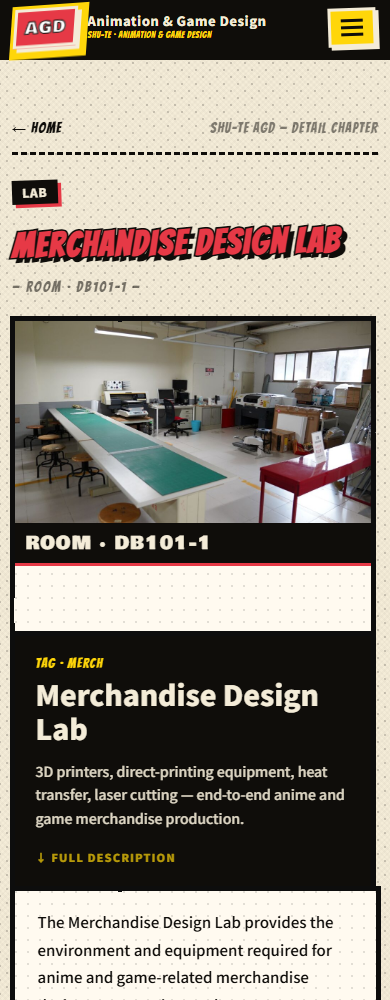 AGD
Animation & Game Design
SHU-TE · ANIMATION & GAME DESIGN
← HOME
SHU-TE AGD – DETAIL CHAPTER
LAB
MERCHANDISE DESIGN LAB
– ROOM · DB101-1 –
ROOM · DB101-1
TAG · MERCH
Merchandise Design
Lab
3D printers, direct-printing equipment, heat
transfer, laser cutting — end-to-end anime and
game merchandise production.
↓ FULL DESCRIPTION
The Merchandise Design Lab provides the
environment and equipment required for
anime and game-related merchandise